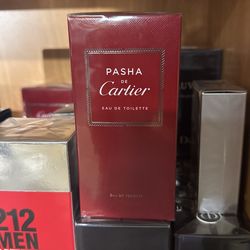 PASHA
DE
Cartier
EAU DE TOILETTE
212
MEN